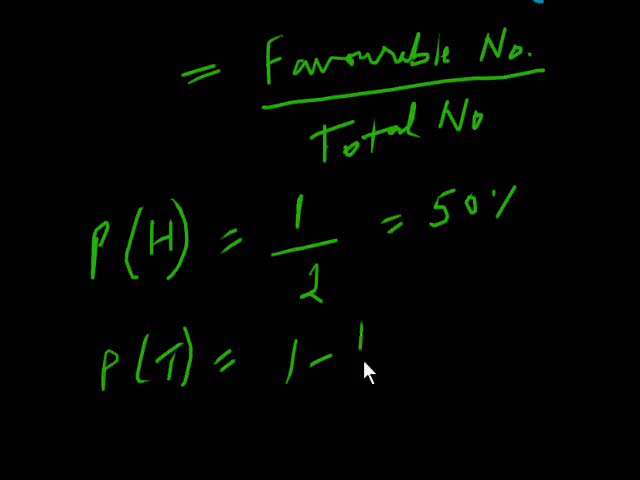 = Favourable No.
Total No
P(H) = 1/2 = 50%
P(T) = 1 - 1